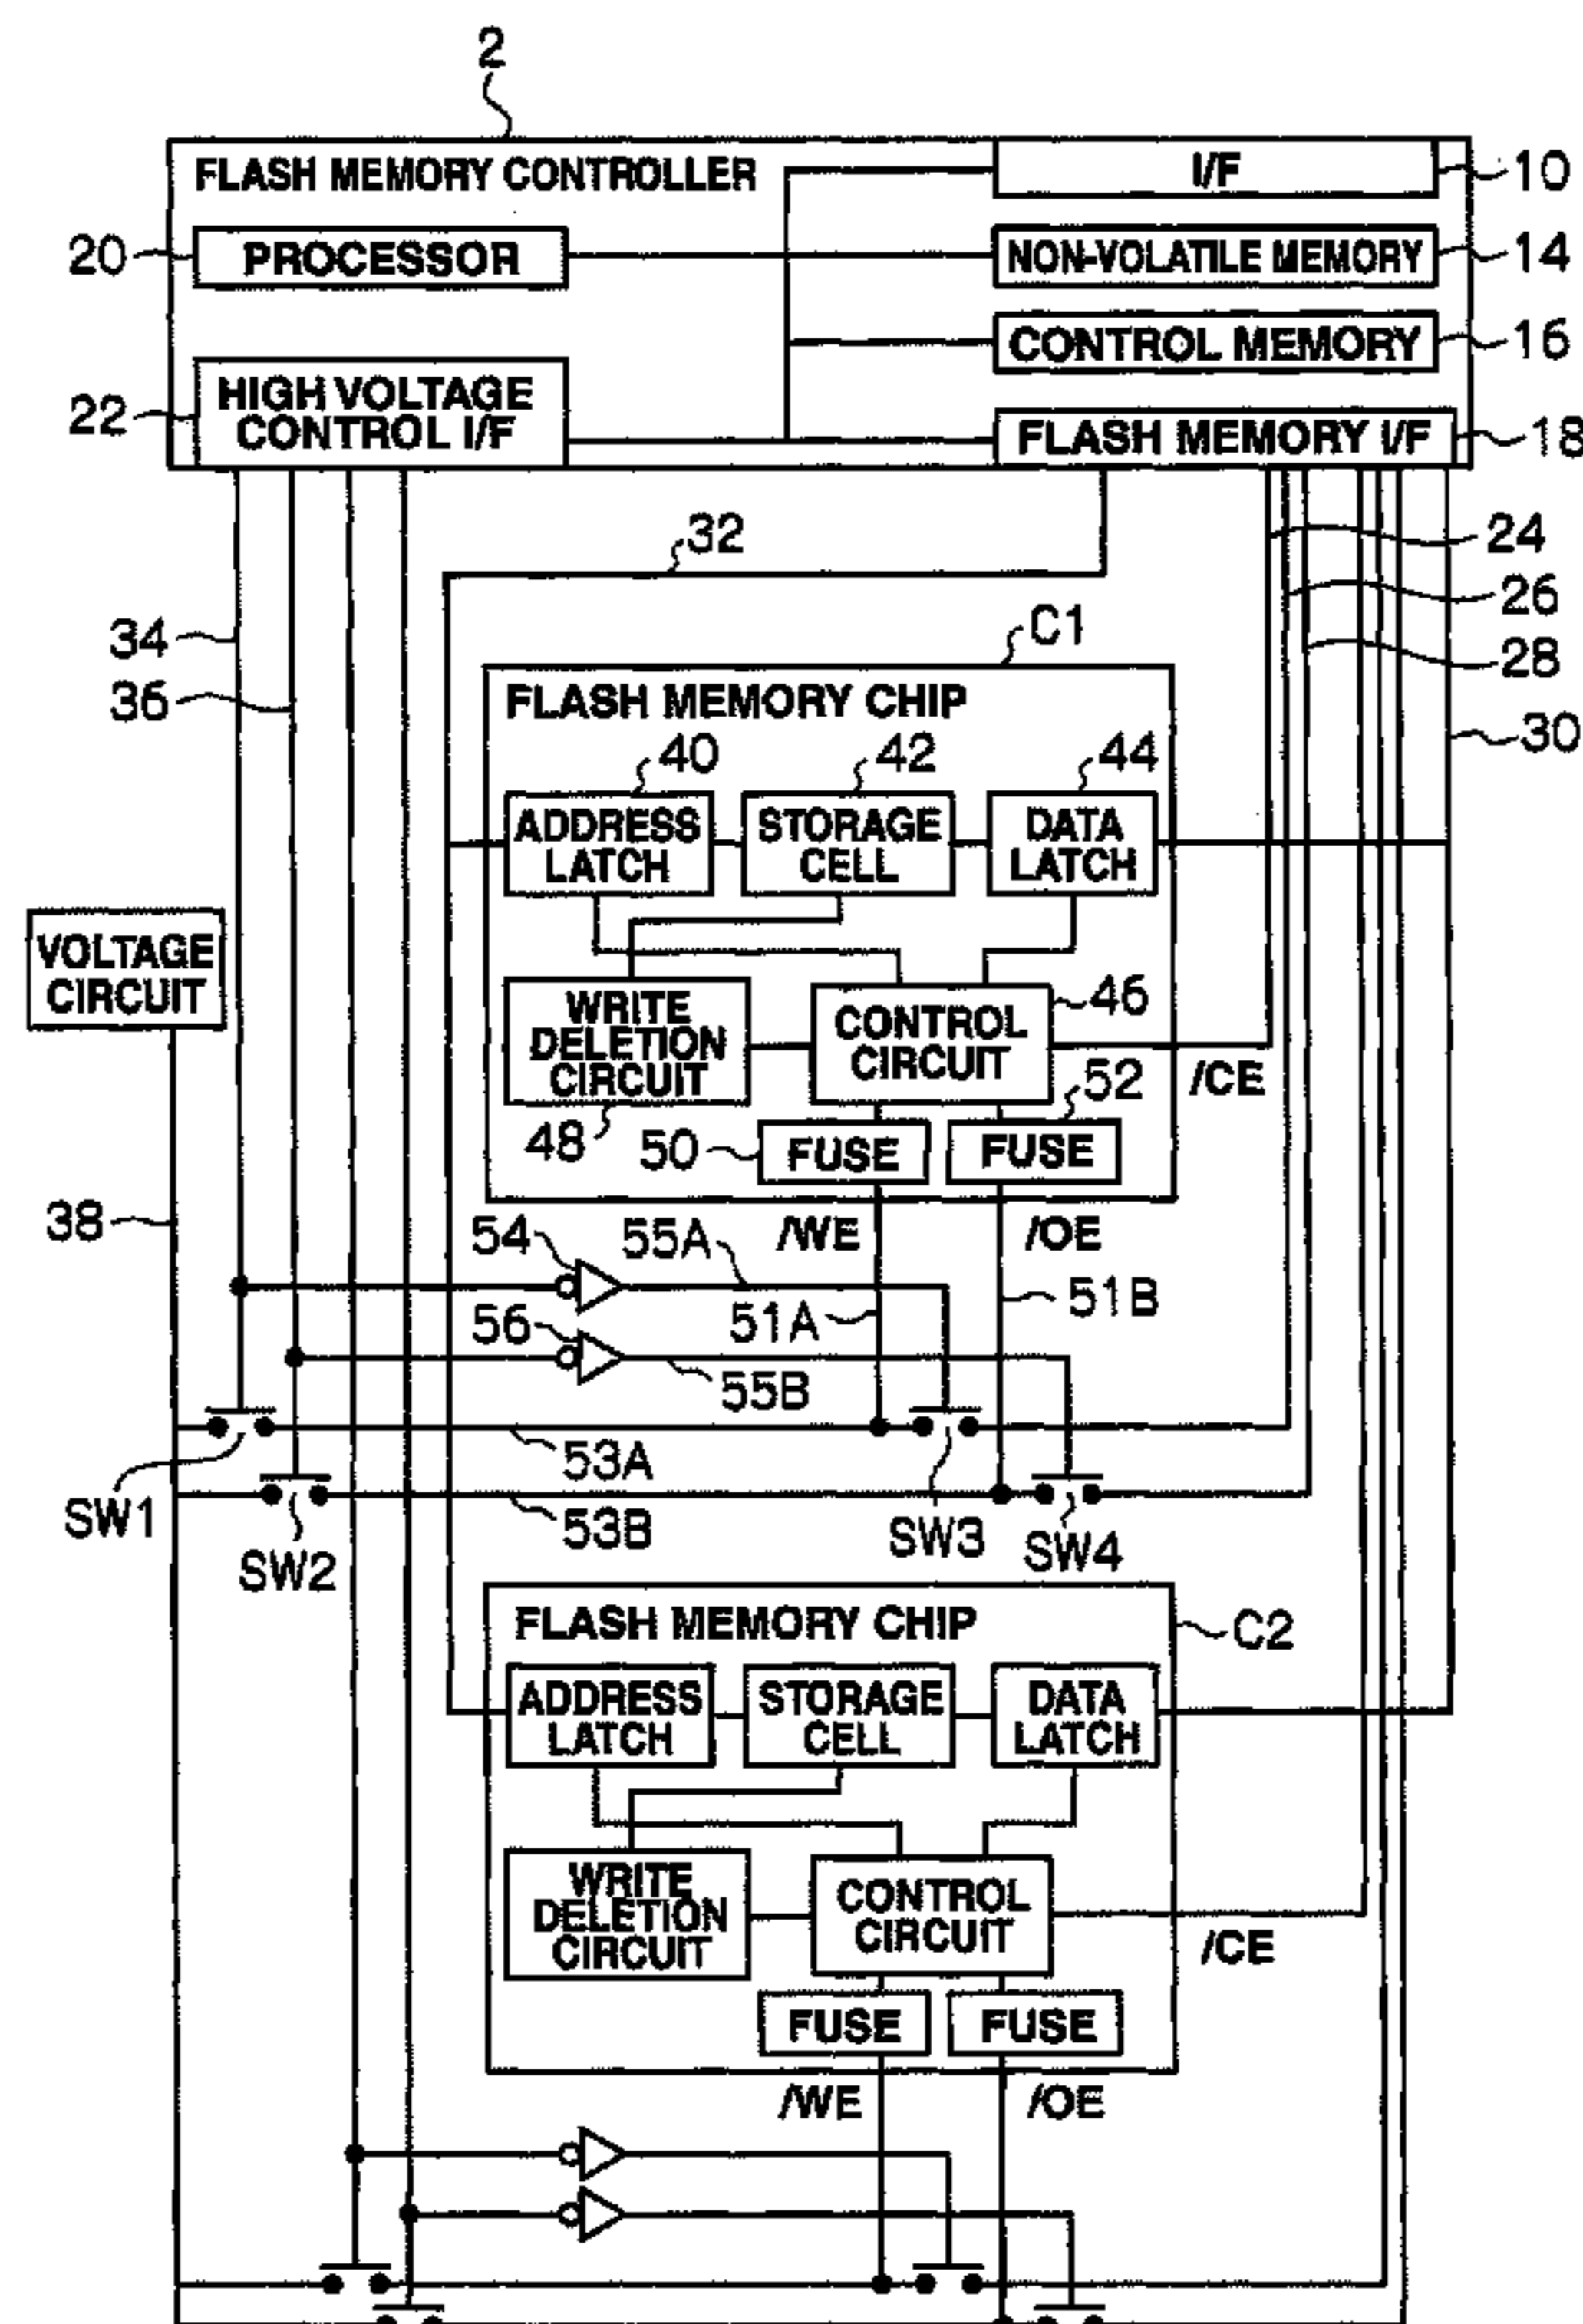 2
FLASH MEMORY CONTROLLER
I/F
10
20
PROCESSOR
NON-VOLATILE MEMORY
14
CONTROL MEMORY
16
22
HIGH VOLTAGE
CONTROL I/F
FLASH MEMORY I/F
18
32
24
26
34
C1
28
36
FLASH MEMORY CHIP
30
40
42
44
ADDRESS
LATCH
STORAGE
CELL
DATA
LATCH
VOLTAGE
CIRCUIT
WRITE
DELETION
CIRCUIT
CONTROL
CIRCUIT
46
/CE
52
48
50
FUSE
FUSE
38
54
55A
/WE
/OE
56
51A
51B
55B
53A
SW1
53B
SW3
SW4
SW2
FLASH MEMORY CHIP
C2
ADDRESS
LATCH
STORAGE
CELL
DATA
LATCH
WRITE
DELETION
CIRCUIT
CONTROL
CIRCUIT
/CE
FUSE
FUSE
/WE
/OE